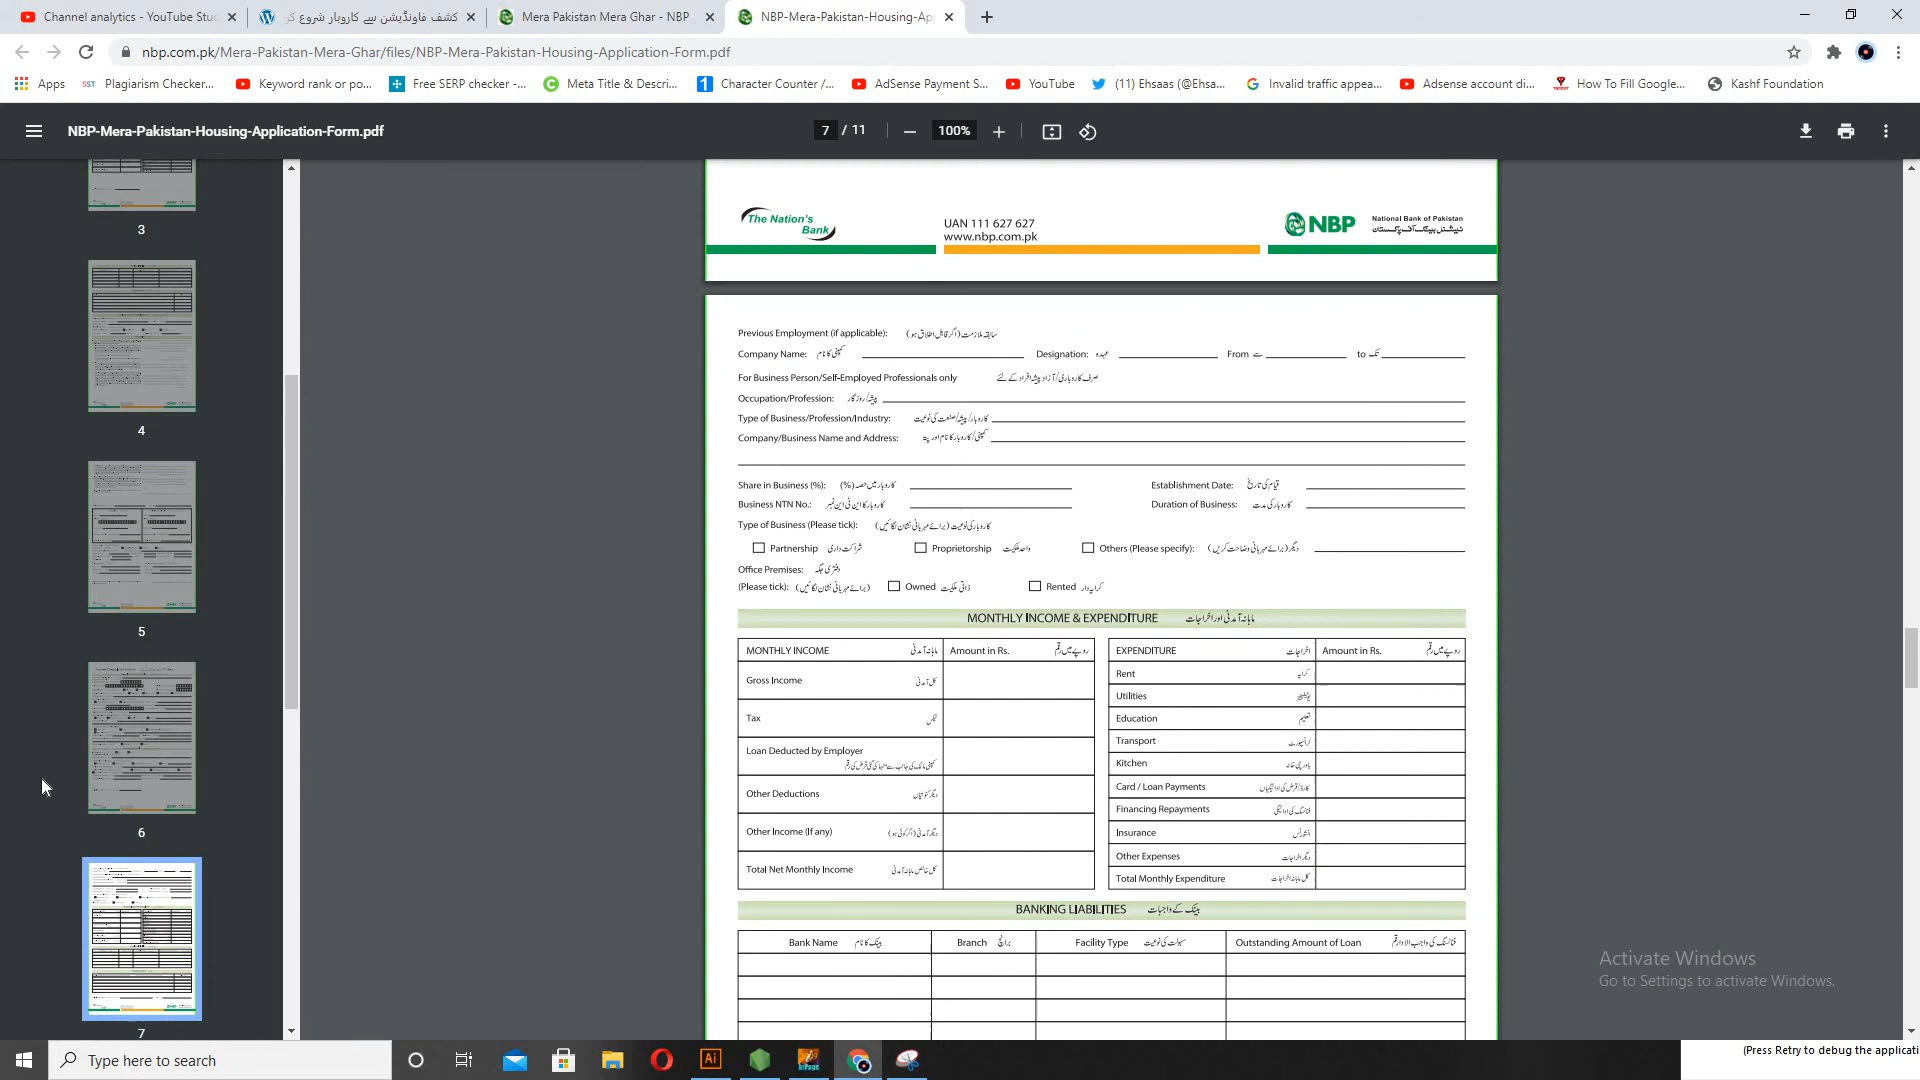 Channel analytics - YouTube Stu
کشف فاونڈیشن سے کاروبار شروع کر
Mera Pakistan Mera Ghar - NBP
NBP-Mera-Pakistan-Housing-Ap
nbp.com.pk/Mera-Pakistan-Mera-Ghar/files/NBP-Mera-Pakistan-Housing-Application-Form.pdf
Apps
SST Plagiarism Checker...
Keyword rank or po...
Free SERP checker -...
Meta Title & Descri...
Character Counter /...
AdSense Payment S...
YouTube
(11) Ehsaas (@Ehsa...
Invalid traffic appea...
Adsense account di...
How To Fill Google...
Kashf Foundation
NBP-Mera-Pakistan-Housing-Application-Form.pdf
7 / 11
100%
3
4
5
6
7
The Nation's Bank
UAN 111 627 627
www.nbp.com.pk
NBP
National Bank of Pakistan
نیشنل بینک آف پاکستان
Previous Employment (if applicable): سابقہ ملازمت (اگر قابل اطلاق ہو)
Company Name: کمپنی کا نام Designation: عہدہ From سے to تک
For Business Person/Self-Employed Professionals only صرف کاروباری/آزاد پیشہ افراد کے لئے
Occupation/Profession: پیشہ/روزگار
Type of Business/Profession/Industry: کاروبار/پیشہ/صنعت کی نوعیت
Company/Business Name and Address: کمپنی/کاروبار کا نام اور پتہ
Share in Business (%): کاروبار میں حصہ (%) Establishment Date: قیام کی تاریخ
Business NTN No.: کاروبار کا این ٹی این نمبر Duration of Business: کاروبار کی مدت
Type of Business (Please tick): کاروبار کی نوعیت (برائے مہربانی نشان لگائیں)
Partnership شراکت داری Proprietorship واحد ملکیت Others (Please specify): دیگر (برائے مہربانی وضاحت کریں)
Office Premises: دفتری جگہ
(Please tick): (برائے مہربانی نشان لگائیں) Owned ذاتی ملکیت Rented کرایہ دار
MONTHLY INCOME & EXPENDITURE ماہانہ آمدنی اور اخراجات
MONTHLY INCOME ماہانہ آمدنی Amount in Rs. روپے میں رقم
Gross Income کل آمدنی
Tax ٹیکس
Loan Deducted by Employer
Other Deductions دیگر کٹوتیاں
Other Income (If any) دیگر آمدنی (اگر کوئی ہو)
Total Net Monthly Income کل خالص ماہانہ آمدنی
EXPENDITURE اخراجات Amount in Rs. روپے میں رقم
Rent کرایہ
Utilities یوٹیلیٹیز
Education تعلیم
Transport ٹرانسپورٹ
Kitchen باورچی خانہ
Card / Loan Payments کارڈ/قرض کی ادائیگیاں
Financing Repayments فنانسنگ کی ادائیگی
Insurance انشورنس
Other Expenses دیگر اخراجات
Total Monthly Expenditure کل ماہانہ اخراجات
BANKING LIABILITIES بینک کے واجبات
Bank Name بینک کا نام Branch برانچ Facility Type سہولت کی نوعیت Outstanding Amount of Loan فنانسنگ کی واجب الادا رقم
Activate Windows
Go to Settings to activate Windows.
Type here to search
(Press Retry to debug the applicati